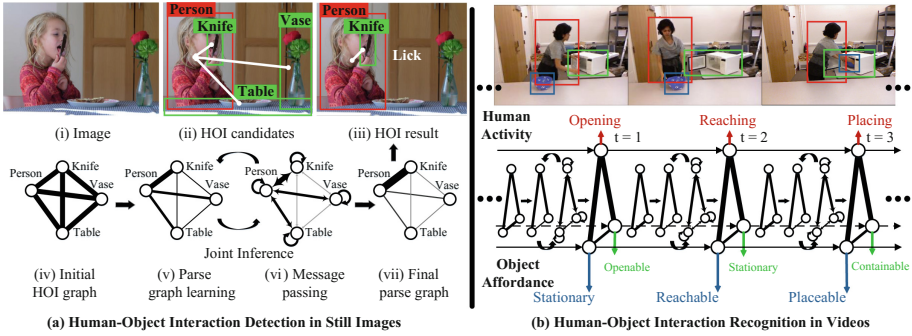 Person
Knife
Vase
Table
(i) Image
(ii) HOI candidates
Person
Knife
Lick
(iii) HOI result
Person
Knife
Vase
Table
(iv) Initial
HOI graph
Person
Knife
Vase
Table
(v) Parse
graph learning
Joint Inference
Person
Knife
Vase
Table
(vi) Message
passing
Person
Knife
Vase
Table
(vii) Final
parse graph
(a) Human-Object Interaction Detection in Still Images
Human
Activity
Opening
Reaching
Placing
t = 1
t = 2
t = 3
Object
Affordance
Openable
Stationary
Containable
Stationary
Reachable
Placeable
(b) Human-Object Interaction Recognition in Videos